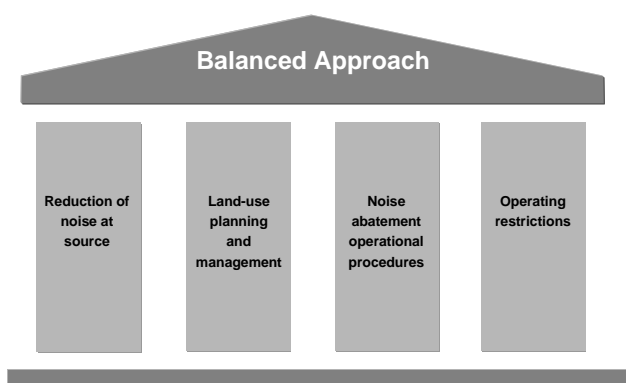 Balanced Approach
Reduction of
noise at
source
Land-use
planning
and
management
Noise
abatement
operational
procedures
Operating
restrictions